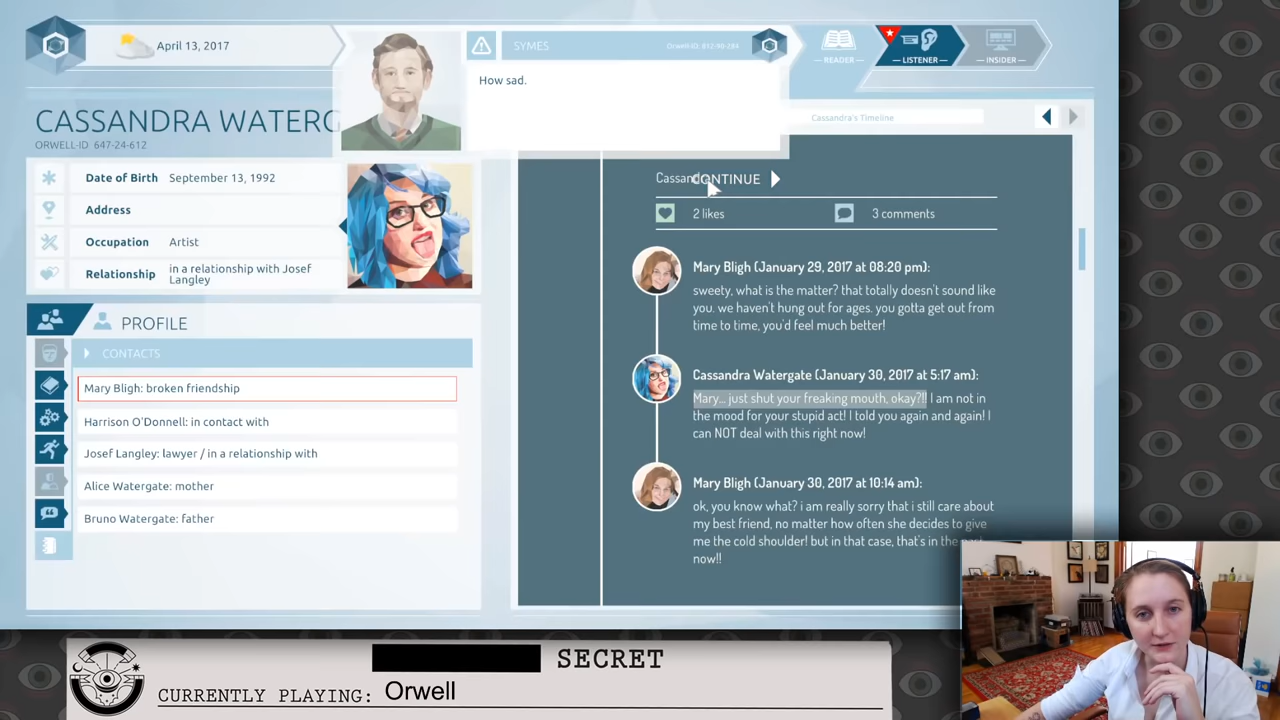 April 13, 2017
SYMES
Orwell-ID: 612-90-284
How sad.
CONTINUE
READER
LISTENER
INSIDER
CASSANDRA WATERG
ORWELL-ID 647-24-612
Date of Birth September 13, 1992
Address
Occupation Artist
Relationship in a relationship with Josef
Langley
PROFILE
CONTACTS
Mary Bligh: broken friendship
Harrison O'Donnell: in contact with
Josef Langley: lawyer / in a relationship with
Alice Watergate: mother
Bruno Watergate: father
Cassandra's Timeline
2 likes 3 comments
Mary Bligh (January 29, 2017 at 08:20 pm):
sweety, what is the matter? that totally doesn't sound like
you. we haven't hung out for ages. you gotta get out from
time to time, you'd feel much better!
Cassandra Watergate (January 30, 2017 at 5:17 am):
Mary... just shut your freaking mouth, okay?!! I am not in
the mood for your stupid act! I told you again and again! I
can NOT deal with this right now!
Mary Bligh (January 30, 2017 at 10:14 am):
ok, you know what? i am really sorry that i still care about
my best friend, no matter how often she decides to give
me the cold shoulder! but in that case, that's in the
now!!
SECRET
CURRENTLY PLAYING: Orwell